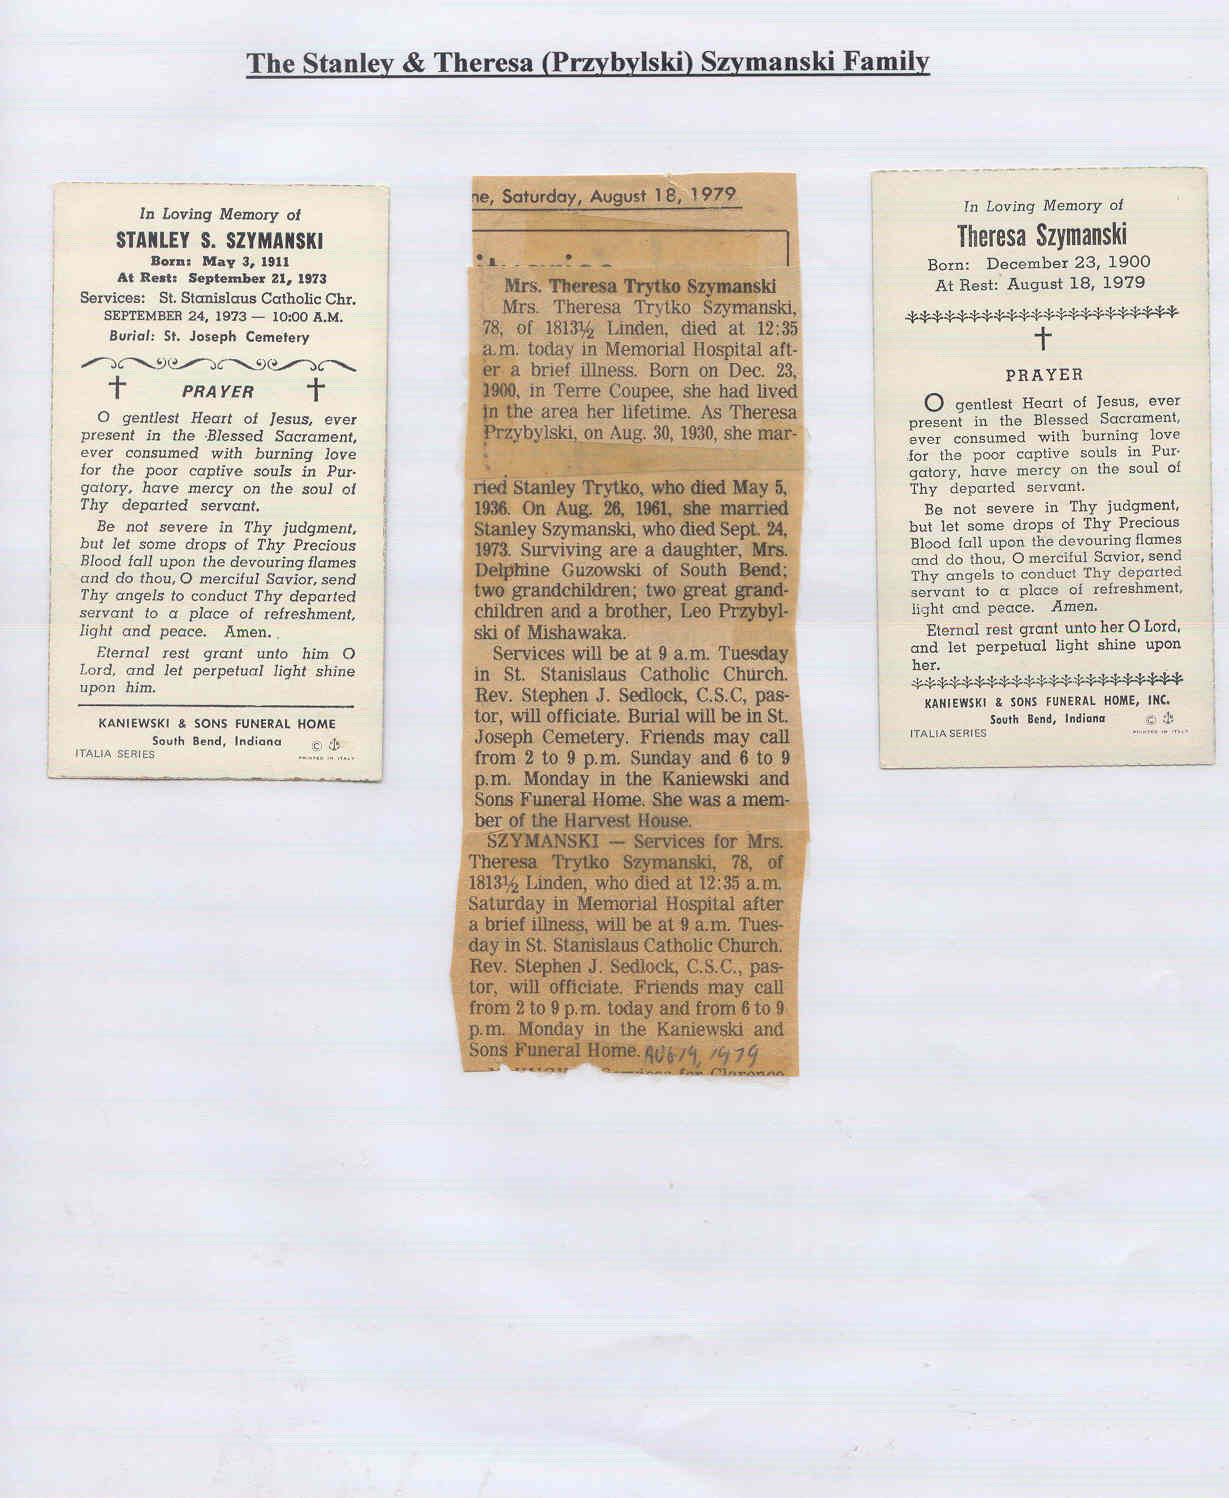 The Stanley & Theresa (Przybylski) Szymanski Family
In Loving Memory of
STANLEY S. SZYMANSKI
Born: May 3, 1911
At Rest: September 21, 1973
Services: St. Stanislaus Catholic Chr.
SEPTEMBER 24, 1973 — 10:00 A.M.
Burial: St. Joseph Cemetery
PRAYER
O gentlest Heart of Jesus, ever
present in the Blessed Sacrament,
ever consumed with burning love
for the poor captive souls in Pur-
gatory, have mercy on the soul of
Thy departed servant.
Be not severe in Thy judgment,
but let some drops of Thy Precious
Blood fall upon the devouring flames
and do thou, O merciful Savior, send
Thy angels to conduct Thy departed
servant to a place of refreshment,
light and peace. Amen.
Eternal rest grant unto him O
Lord, and let perpetual light shine
upon him.
KANIEWSKI & SONS FUNERAL HOME
South Bend, Indiana ©
ITALIA SERIES PRINTED IN ITALY
ne, Saturday, August 18, 1979
Mrs. Theresa Trytko Szymanski
Mrs. Theresa Trytko Szymanski,
78, of 1813½ Linden, died at 12:35
a.m. today in Memorial Hospital aft-
er a brief illness. Born on Dec. 23,
1900, in Terre Coupee, she had lived
in the area her lifetime. As Theresa
Przybylski, on Aug. 30, 1930, she mar-
ried Stanley Trytko, who died May 5,
1936. On Aug. 26, 1961, she married
Stanley Szymanski, who died Sept. 24,
1973. Surviving are a daughter, Mrs.
Delphine Guzowski of South Bend;
two grandchildren; two great grand-
children and a brother, Leo Przybyl-
ski of Mishawaka.
Services will be at 9 a.m. Tuesday
in St. Stanislaus Catholic Church.
Rev. Stephen J. Sedlock, C.S.C, pas-
tor, will officiate. Burial will be in St.
Joseph Cemetery. Friends may call
from 2 to 9 p.m. Sunday and 6 to 9
p.m. Monday in the Kaniewski and
Sons Funeral Home. She was a mem-
ber of the Harvest House.
SZYMANSKI — Services for Mrs.
Theresa Trytko Szymanski, 78, of
1813½ Linden, who died at 12:35 a.m.
Saturday in Memorial Hospital after
a brief illness, will be at 9 a.m. Tues-
day in St. Stanislaus Catholic Church.
Rev. Stephen J. Sedlock, C.S.C., pas-
tor, will officiate. Friends may call
from 2 to 9 p.m. today and from 6 to 9
p.m. Monday in the Kaniewski and
Sons Funeral Home. AUG 19, 1979
Services for Clarence
In Loving Memory of
Theresa Szymanski
Born: December 23, 1900
At Rest: August 18, 1979
PRAYER
O gentlest Heart of Jesus, ever
present in the Blessed Sacrament,
ever consumed with burning love
for the poor captive souls in Pur-
gatory, have mercy on the soul of
Thy departed servant.
Be not severe in Thy judgment,
but let some drops of Thy Precious
Blood fall upon the devouring flames
and do thou, O merciful Savior, send
Thy angels to conduct Thy departed
servant to a place of refreshment,
light and peace. Amen.
Eternal rest grant unto her O Lord,
and let perpetual light shine upon
her.
KANIEWSKI & SONS FUNERAL HOME, INC.
South Bend, Indiana ©
ITALIA SERIES PRINTED IN ITALY